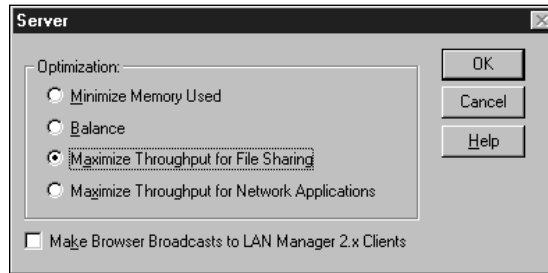 Server
Optimization:
OK
Minimize Memory Used
Cancel
Balance
Help
Maximize Throughput for File Sharing
Maximize Throughput for Network Applications
Make Browser Broadcasts to LAN Manager 2.x Clients